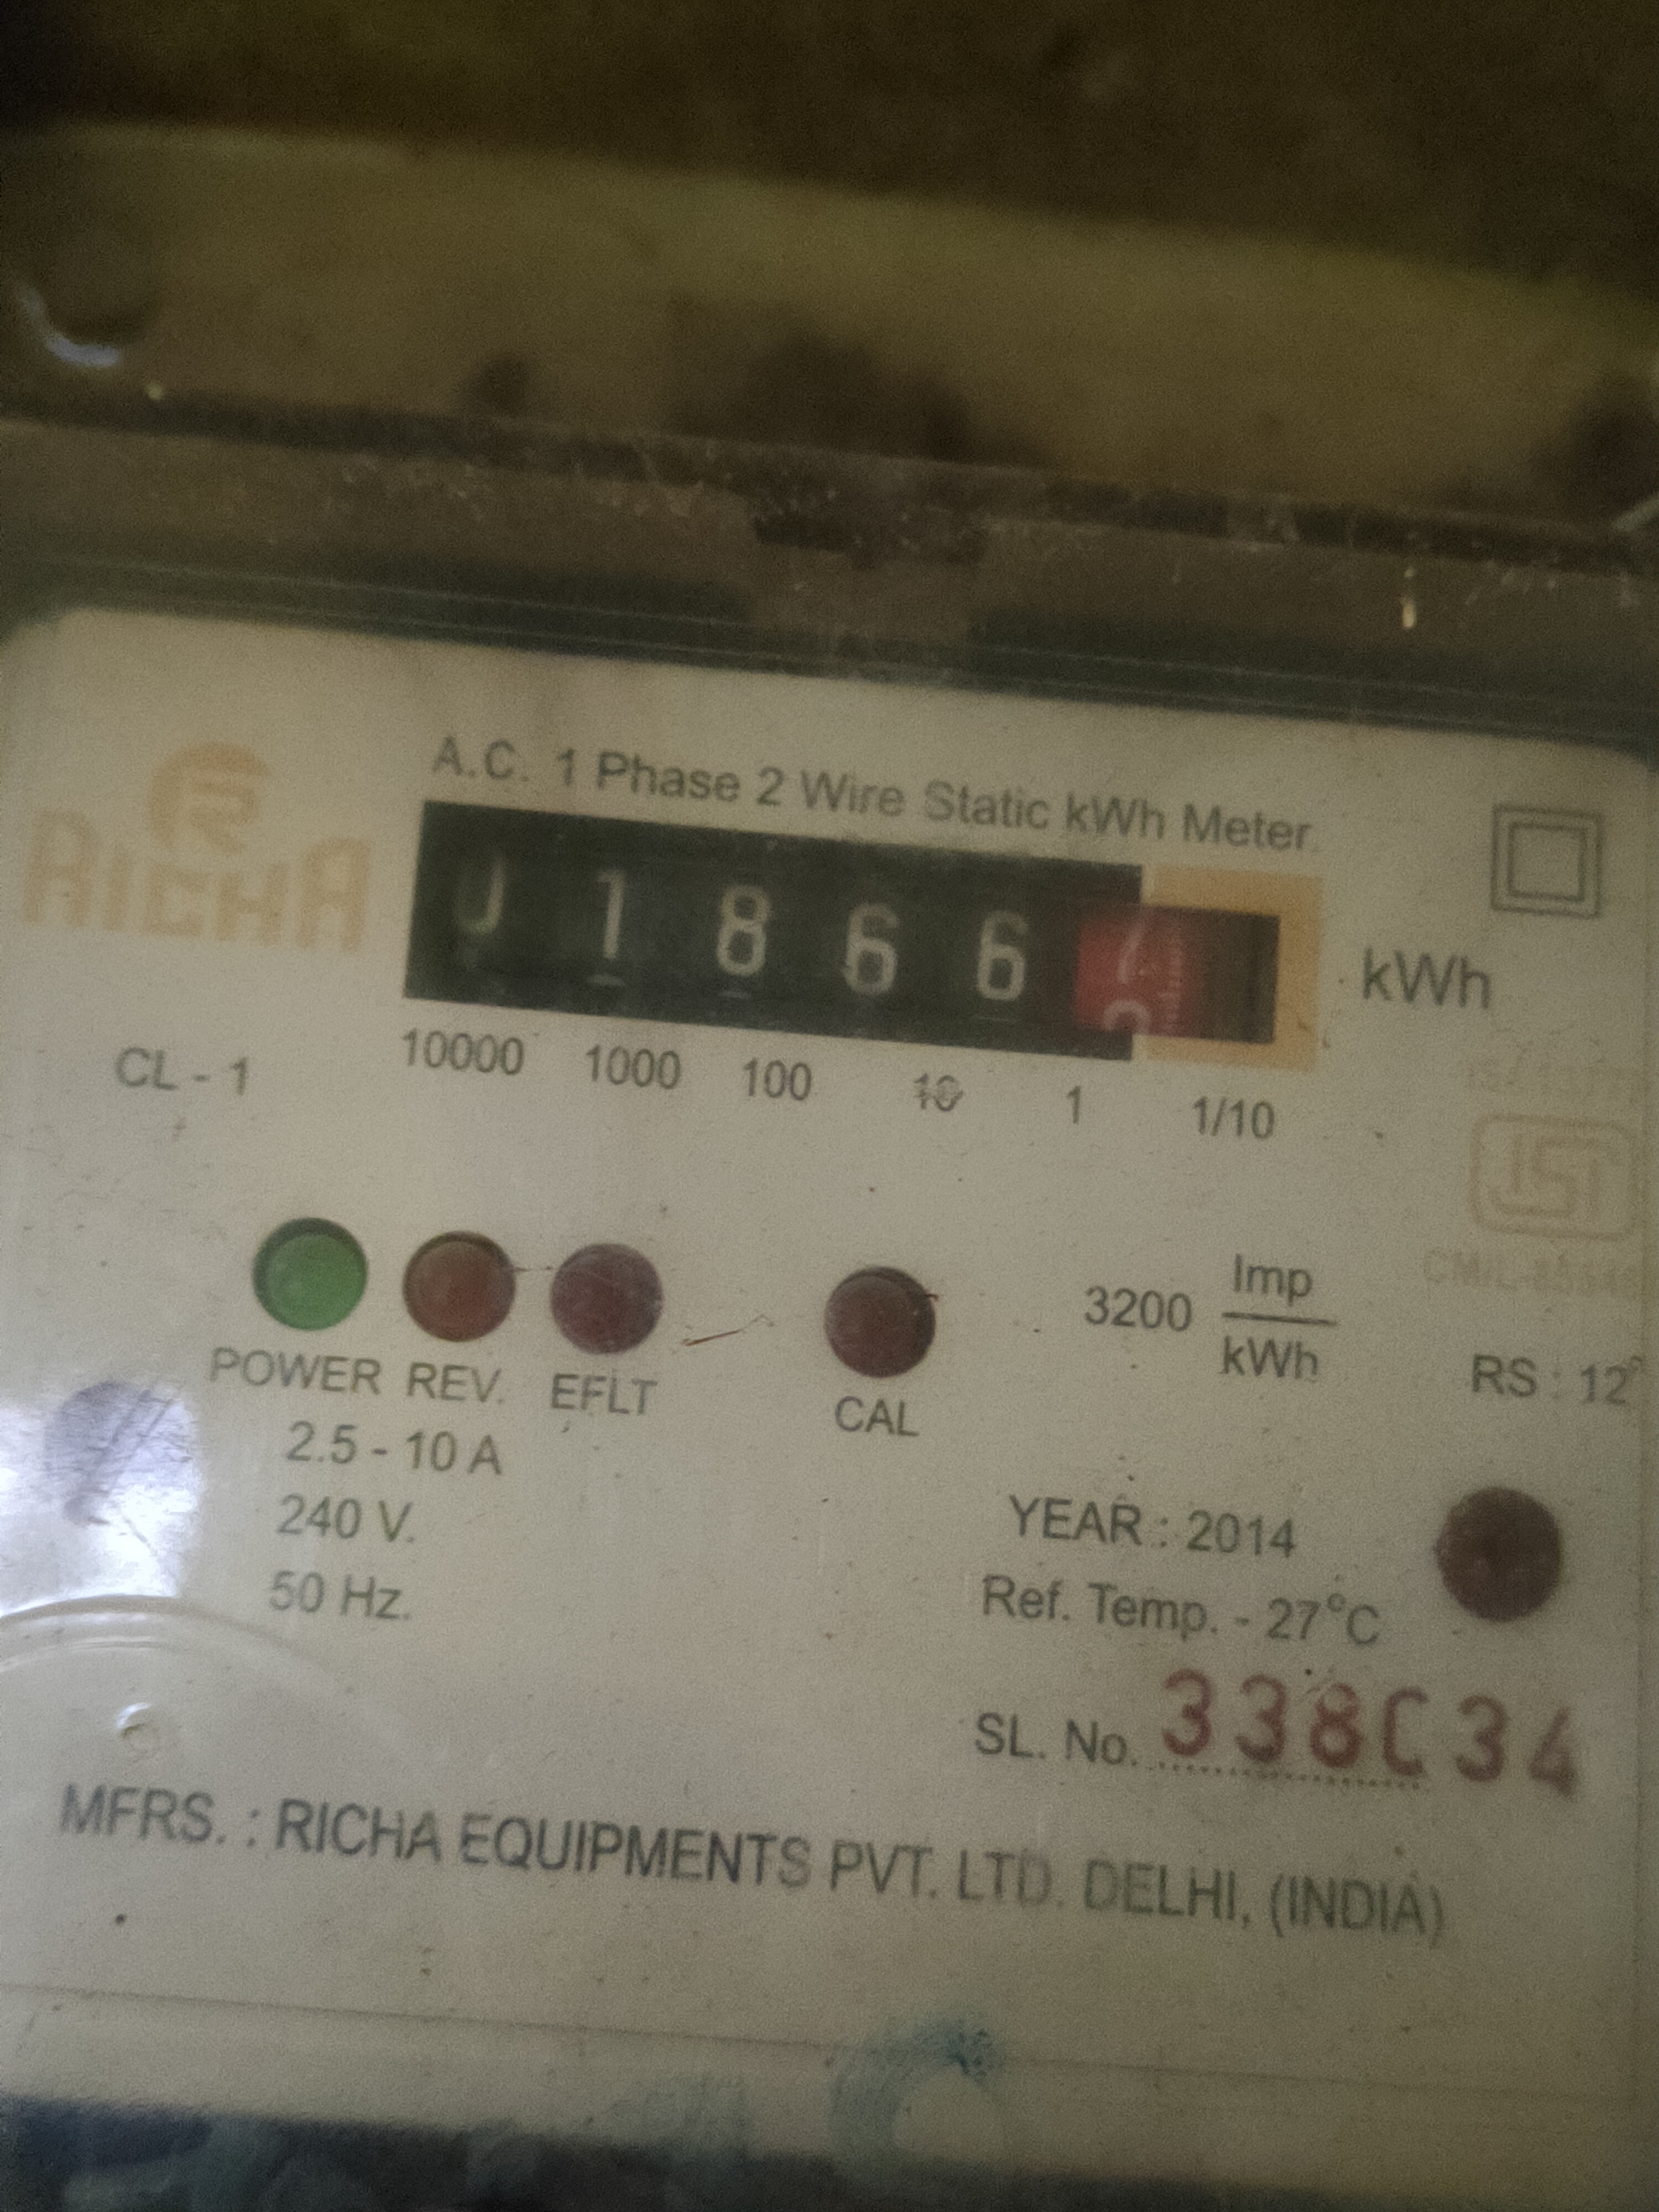 A.C. 1 Phase 2 Wire Static kWh Meter
RICHA
1 8 6 6
kWh
CL - 1
10000 1000 100 10 1 1/10
ISI
3200 Imp
kWh
POWER REV. EFLT CAL
RS : 12
2.5 - 10 A
240 V.
50 Hz.
YEAR : 2014
Ref. Temp. - 27°C
SL. No. 338C34
MFRS. : RICHA EQUIPMENTS PVT. LTD. DELHI, (INDIA)